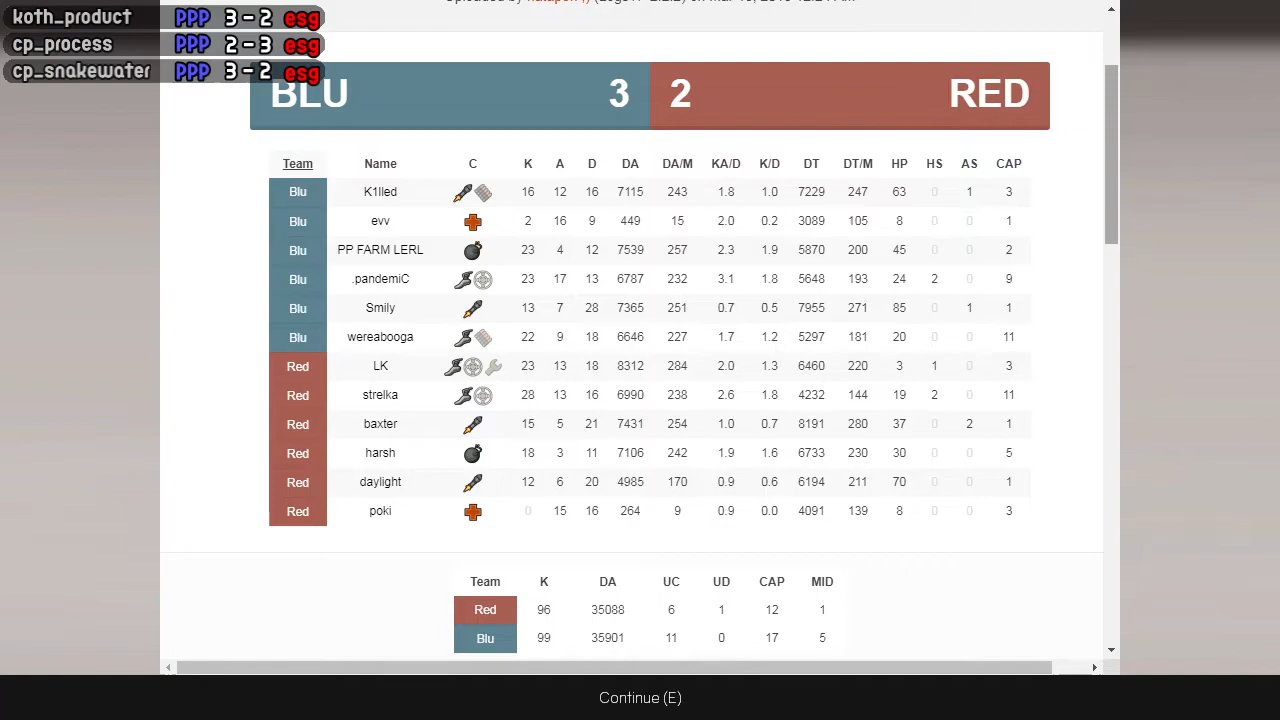 koth_product PPP 3-2 esg
cp_process PPP 2-3 esg
cp_snakewater PPP 3-2 esg
BLU 3 2 RED
Team Name C K A D DA DA/M KA/D K/D DT DT/M HP HS AS CAP
Blu K1lled 16 12 16 7115 243 1.8 1.0 7229 247 63 0 1 3
Blu evv 2 16 9 449 15 2.0 0.2 3089 105 8 0 0 1
Blu PP FARM LERL 23 4 12 7539 257 2.3 1.9 5870 200 45 0 0 2
Blu .pandemiC 23 17 13 6787 232 3.1 1.8 5648 193 24 2 0 9
Blu Smily 13 7 28 7365 251 0.7 0.5 7955 271 85 0 1 1
Blu wereabooga 22 9 18 6646 227 1.7 1.2 5297 181 20 0 0 11
Red LK 23 13 18 8312 284 2.0 1.3 6460 220 3 1 0 3
Red strelka 28 13 16 6990 238 2.6 1.8 4232 144 19 2 0 11
Red baxter 15 5 21 7431 254 1.0 0.7 8191 280 37 0 2 1
Red harsh 18 3 11 7106 242 1.9 1.6 6733 230 30 0 0 5
Red daylight 12 6 20 4985 170 0.9 0.6 6194 211 70 0 0 1
Red poki 0 15 16 264 9 0.9 0.0 4091 139 8 0 0 3
Team K DA UC UD CAP MID
Red 96 35088 6 1 12 1
Blu 99 35901 11 0 17 5
Continue (E)